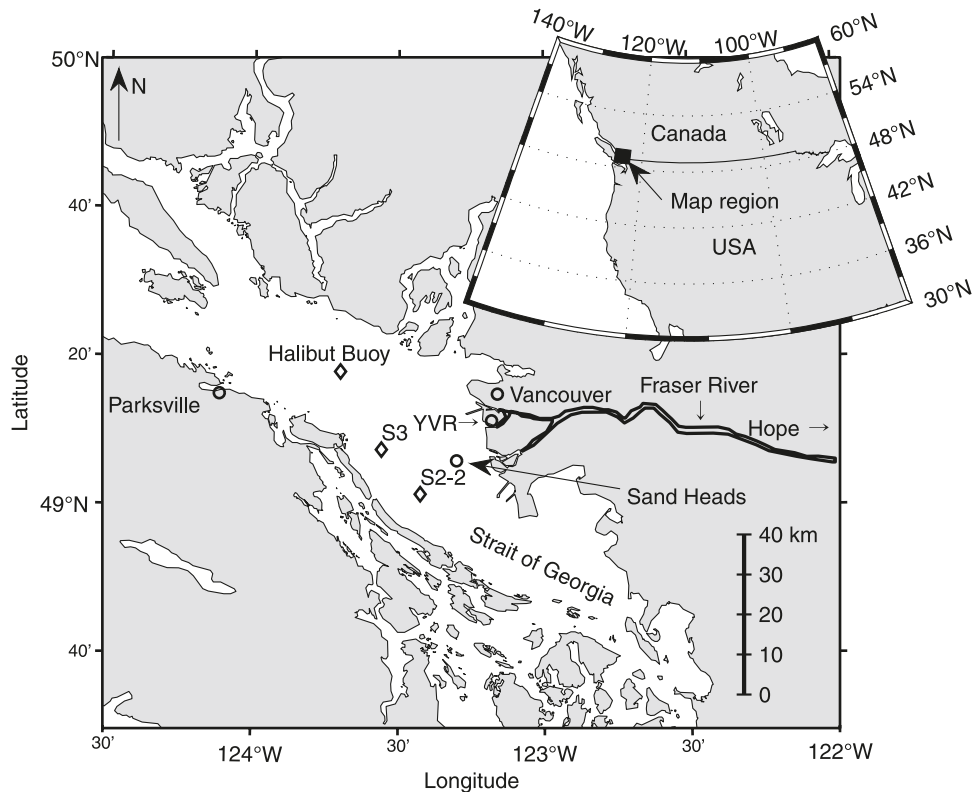 140°W
120°W
100°W
60°N
54°N
48°N
42°N
36°N
30°N
Canada
Map region
USA
50°N
N
40'
20'
49°N
40'
Latitude
Halibut Buoy
Parksville
Vancouver
YVR→
Fraser River
↓
Hope →
S3
S2-2
Sand Heads
Strait of Georgia
40 km
30
20
10
0
30'
124°W
30'
123°W
30'
122°W
Longitude